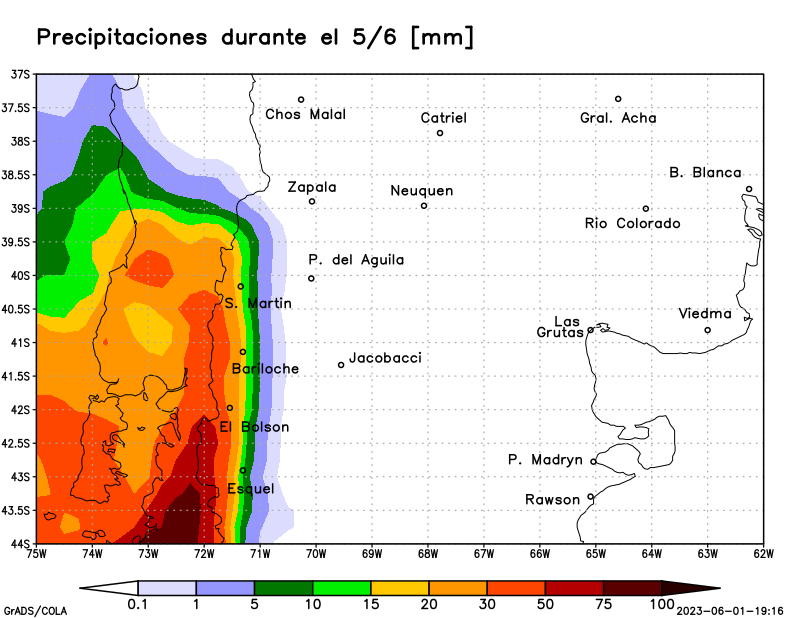 Precipitaciones durante el 5/6 [mm]
37S
37.5S
38S
38.5S
39S
39.5S
40S
40.5S
41S
41.5S
42S
42.5S
43S
43.5S
44S
Chos Malal
Catriel
Gral. Acha
B. Blanca
Zapala
Neuquen
Rio Colorado
P. del Aguila
S. Martin
Las
Grutas
Viedma
Bariloche
Jacobacci
El Bolson
P. Madryn
Esquel
Rawson
75W 74W 73W 72W 71W 70W 69W 68W 67W 66W 65W 64W 63W 62W
0.1 1 5 10 15 20 30 50 75 100
GrADS/COLA
2023-06-01-19:16